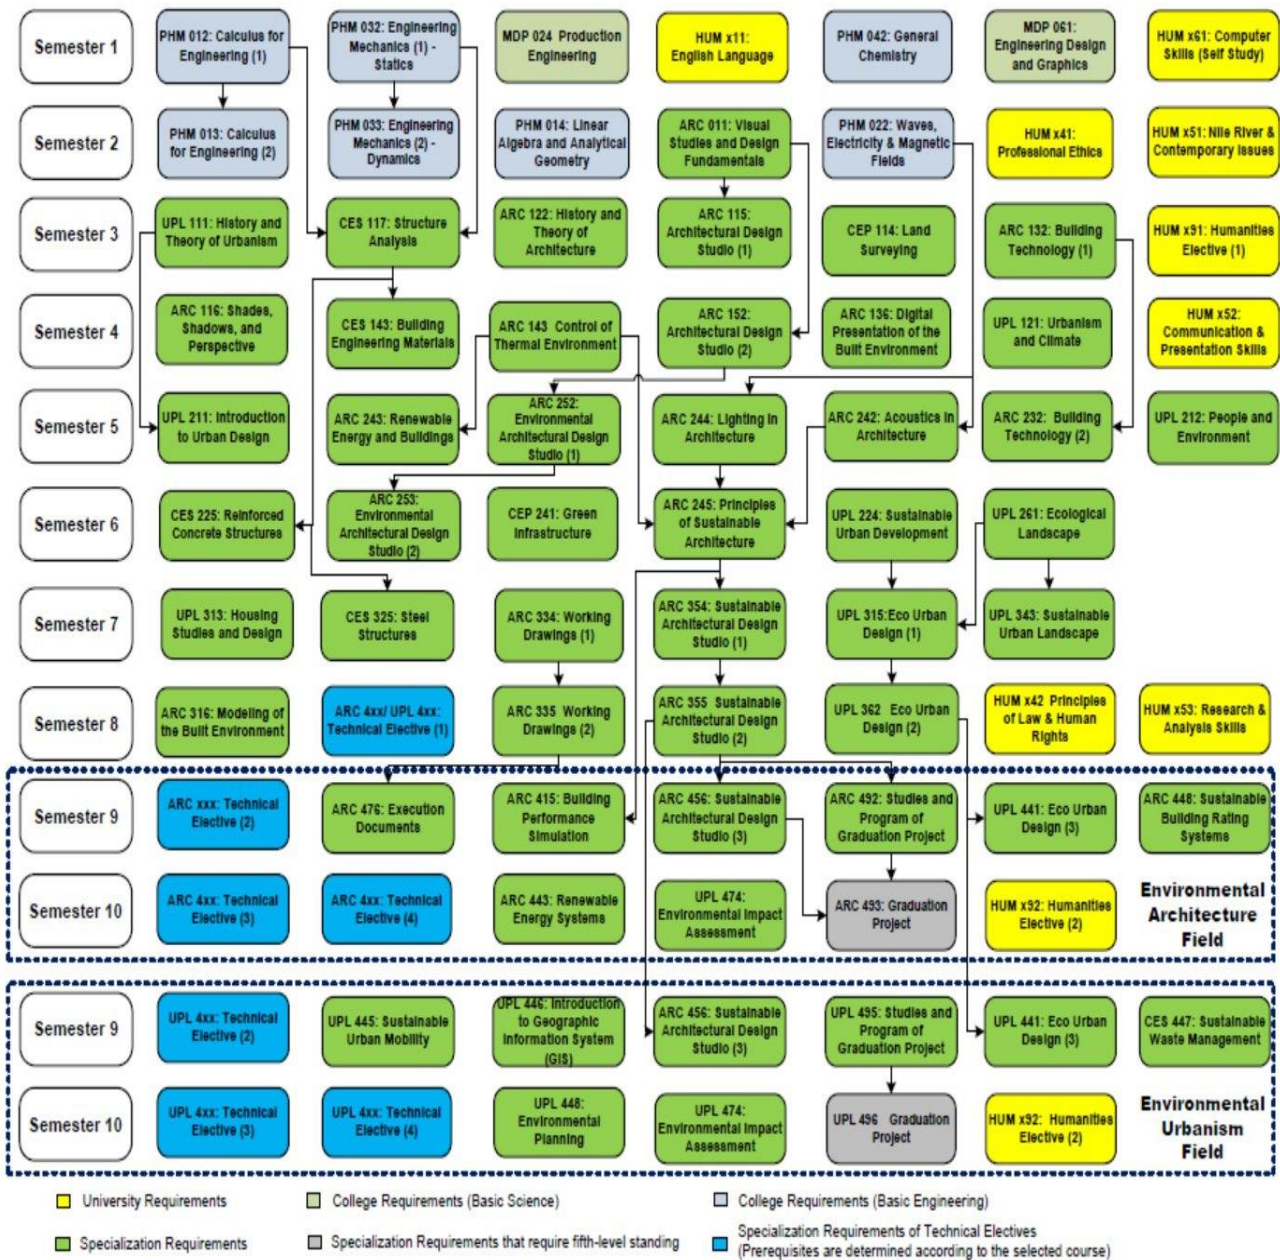 Semester 1
PHM 012: Calculus for
Engineering (1)
PHM 032: Engineering
Mechanics (1) -
Statics
MDP 024 Production
Engineering
HUM x11:
English Language
PHM 042: General
Chemistry
MDP 061:
Engineering Design
and Graphics
HUM x61: Computer
Skills (Self Study)
Semester 2
PHM 013: Calculus
for Engineering (2)
PHM 033: Engineering
Mechanics (2) -
Dynamics
PHM 014: Linear
Algebra and Analytical
Geometry
ARC 011: Visual
Studies and Design
Fundamentals
PHM 022: Waves,
Electricity & Magnetic
Fields
HUM x41:
Professional Ethics
HUM x51: Nile River &
Contemporary Issues
Semester 3
UPL 111: History and
Theory of Urbanism
CES 117: Structure
Analysis
ARC 122: History and
Theory of
Architecture
ARC 115:
Architectural Design
Studio (1)
CEP 114: Land
Surveying
ARC 132: Building
Technology (1)
HUM x91: Humanities
Elective (1)
Semester 4
ARC 116: Shades,
Shadows, and
Perspective
CES 143: Building
Engineering Materials
ARC 143 Control of
Thermal Environment
ARC 152:
Architectural Design
Studio (2)
ARC 136: Digital
Presentation of the
Built Environment
UPL 121: Urbanism
and Climate
HUM x52:
Communication &
Presentation Skills
Semester 5
UPL 211: Introduction
to Urban Design
ARC 243: Renewable
Energy and Buildings
ARC 252:
Environmental
Architectural Design
Studio (1)
ARC 244: Lighting in
Architecture
ARC 242: Acoustics in
Architecture
ARC 232: Building
Technology (2)
UPL 212: People and
Environment
Semester 6
CES 225: Reinforced
Concrete Structures
ARC 253:
Environmental
Architectural Design
Studio (2)
CEP 241: Green
Infrastructure
ARC 245: Principles
of Sustainable
Architecture
UPL 224: Sustainable
Urban Development
UPL 261: Ecological
Landscape
Semester 7
UPL 313: Housing
Studies and Design
CES 325: Steel
Structures
ARC 334: Working
Drawings (1)
ARC 354: Sustainable
Architectural Design
Studio (1)
UPL 315:Eco Urban
Design (1)
UPL 343: Sustainable
Urban Landscape
Semester 8
ARC 316: Modeling of
the Built Environment
ARC 4xx/ UPL 4xx:
Technical Elective (1)
ARC 335 Working
Drawings (2)
ARC 355 Sustainable
Architectural Design
Studio (2)
UPL 362 Eco Urban
Design (2)
HUM x42 Principles
of Law & Human
Rights
HUM x53: Research &
Analysis Skills
Semester 9
ARC xxx: Technical
Elective (2)
ARC 476: Execution
Documents
ARC 415: Building
Performance
Simulation
ARC 456: Sustainable
Architectural Design
Studio (3)
ARC 492: Studies and
Program of
Graduation Project
UPL 441: Eco Urban
Design (3)
ARC 448: Sustainable
Building Rating
Systems
Semester 10
ARC 4xx: Technical
Elective (3)
ARC 4xx: Technical
Elective (4)
ARC 443: Renewable
Energy Systems
UPL 474:
Environmental Impact
Assessment
ARC 493: Graduation
Project
HUM x92: Humanities
Elective (2)
Environmental
Architecture
Field
Semester 9
UPL 4xx: Technical
Elective (2)
UPL 445: Sustainable
Urban Mobility
UPL 446: Introduction
to Geographic
Information System
(GIS)
ARC 456: Sustainable
Architectural Design
Studio (3)
UPL 495: Studies and
Program of
Graduation Project
UPL 441: Eco Urban
Design (3)
CES 447: Sustainable
Waste Management
Semester 10
UPL 4xx: Technical
Elective (3)
UPL 4xx: Technical
Elective (4)
UPL 448:
Environmental
Planning
UPL 474:
Environmental Impact
Assessment
UPL 496 Graduation
Project
HUM x92: Humanities
Elective (2)
Environmental
Urbanism
Field
University Requirements
College Requirements (Basic Science)
College Requirements (Basic Engineering)
Specialization Requirements
Specialization Requirements that require fifth-level standing
Specialization Requirements of Technical Electives
(Prerequisites are determined according to the selected course)